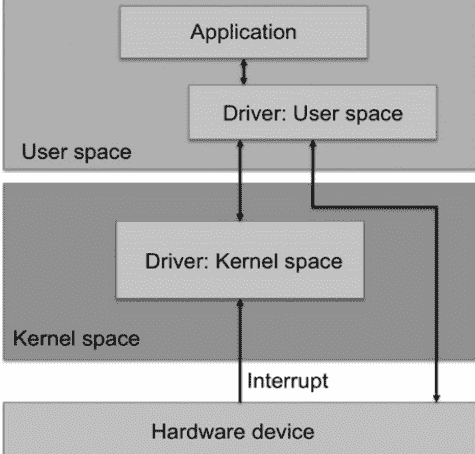 Application
Driver: User space
User space
Driver: Kernel space
Kernel space
Interrupt
Hardware device